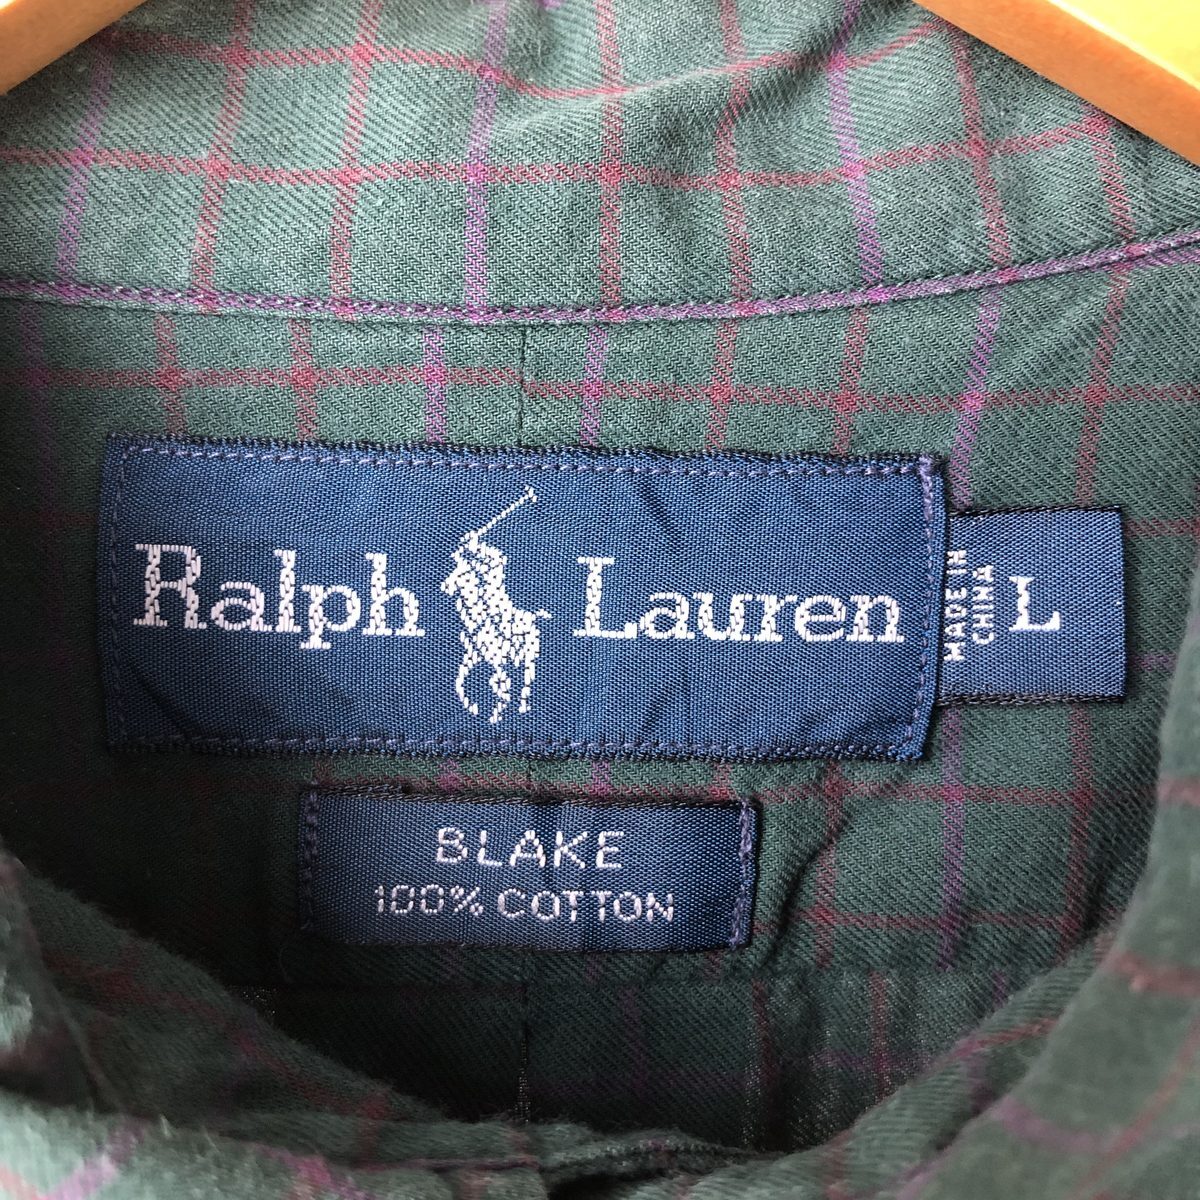 Ralph Lauren
MADE IN
CHINA
L
BLAKE
100% COTTON